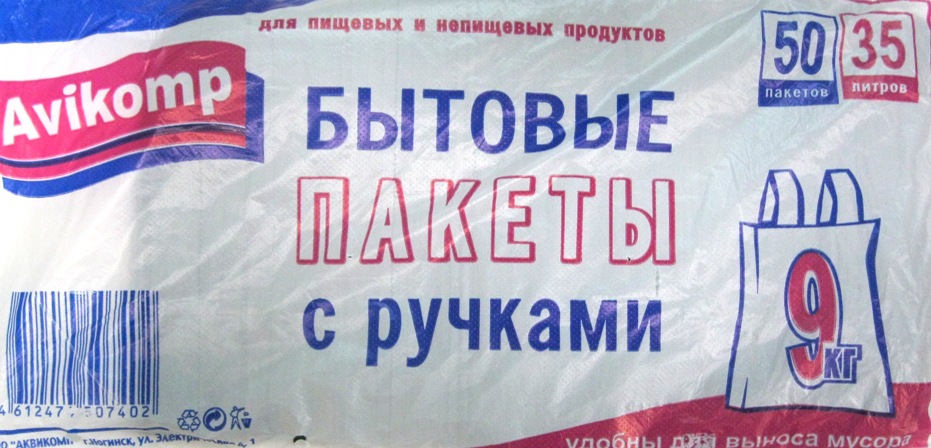 для пищевых и непищевых продуктов
50
пакетов
35
литров
Avikomp
БЫТОВЫЕ
ПАКЕТЫ
с ручками
9
кг
удобны для выноса мусора